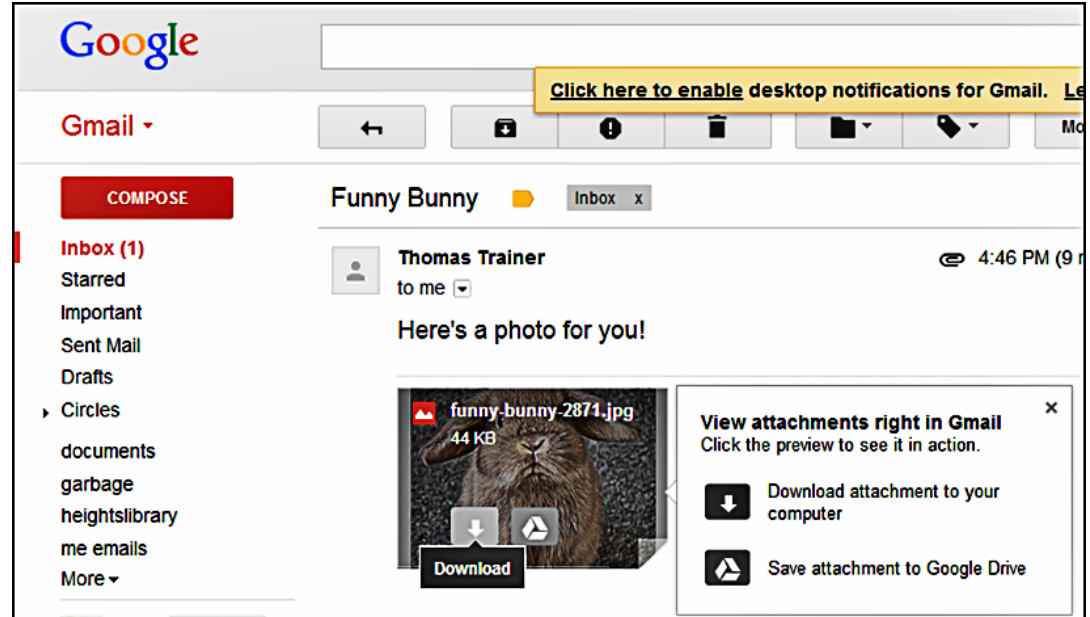 Google
Click here to enable desktop notifications for Gmail. Le
Gmail
Mo
COMPOSE
Funny Bunny
Inbox x
Inbox (1)
Starred
Important
Sent Mail
Drafts
Circles
documents
garbage
heightslibrary
me emails
More
Thomas Trainer
4:46 PM (9
to me
Here's a photo for you!
funny-bunny-2871.jpg
44 KB
Download
View attachments right in Gmail
Click the preview to see it in action.
Download attachment to your
computer
Save attachment to Google Drive